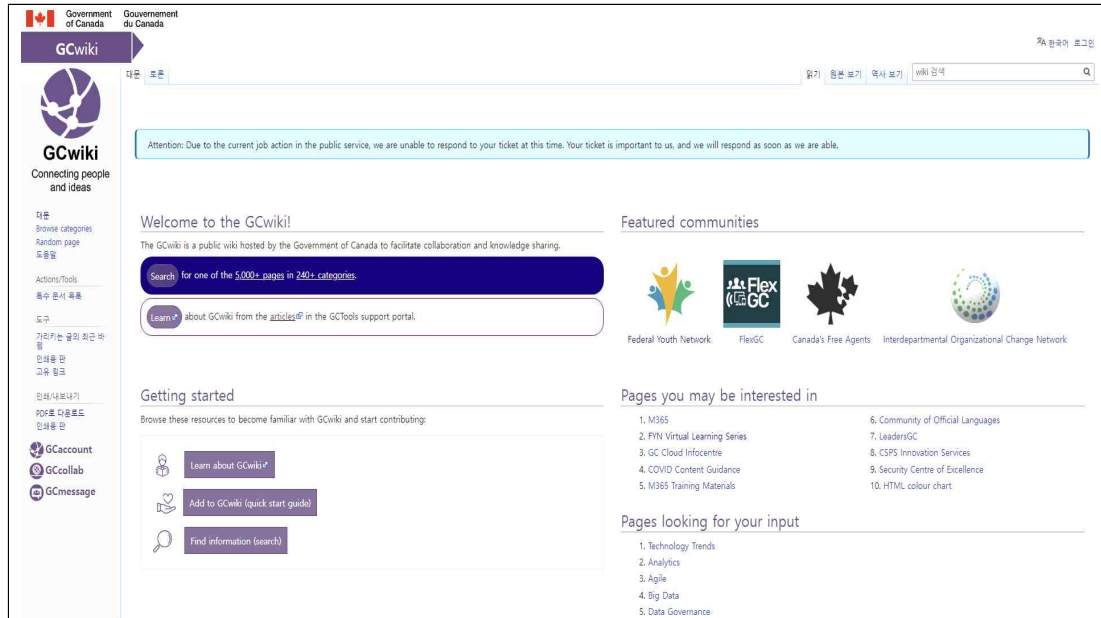 Government of Canada
Gouvernement du Canada
GCwiki
한국어 로그인
대문 토론
읽기 원본 보기 역사 보기 wiki 검색
GCwiki
Connecting people
and ideas
대문
Browse categories
Random page
도움말
Actions/Tools
특수 문서 목록
도구
가리키는 글의 최근 바
뀜
인쇄용 판
고유 링크
인쇄/내보내기
PDF로 다운로드
인쇄용 판
GCaccount
GCcollab
GCmessage
Attention: Due to the current job action in the public service, we are unable to respond to your ticket at this time. Your ticket is important to us, and we will respond as soon as we are able.
Welcome to the GCwiki!
The GCwiki is a public wiki hosted by the Government of Canada to facilitate collaboration and knowledge sharing.
Search for one of the 5,000+ pages in 240+ categories.
Learn about GCwiki from the articles in the GCTools support portal.
Featured communities
Flex
GC
Federal Youth Network
FlexGC
Canada's Free Agents
Interdepartmental Organizational Change Network
Getting started
Browse these resources to become familiar with GCwiki and start contributing:
Learn about GCwiki
Add to GCwiki (quick start guide)
Find information (search)
Pages you may be interested in
1. M365
2. FYN Virtual Learning Series
3. GC Cloud Infocentre
4. COVID Content Guidance
5. M365 Training Materials
6. Community of Official Languages
7. LeadersGC
8. CSPS Innovation Services
9. Security Centre of Excellence
10. HTML colour chart
Pages looking for your input
1. Technology Trends
2. Analytics
3. Agile
4. Big Data
5. Data Governance